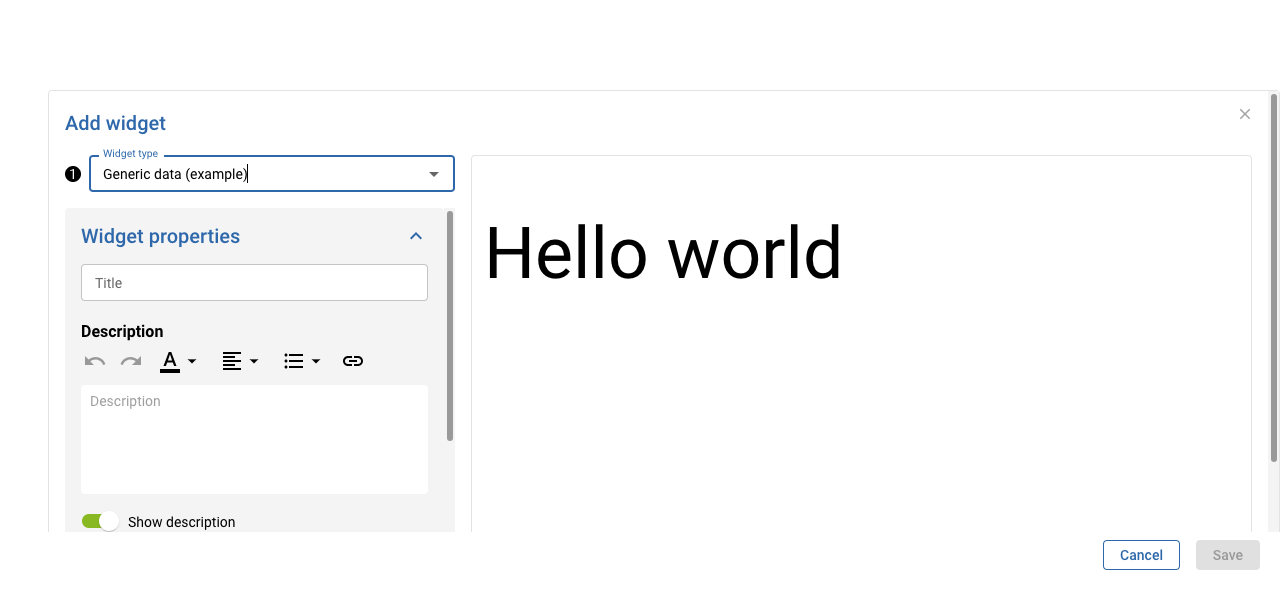 Add widget
Widget type
1 Generic data (example)
Widget properties
Title
Description
A
Description
Show description
Hello world
Cancel Save